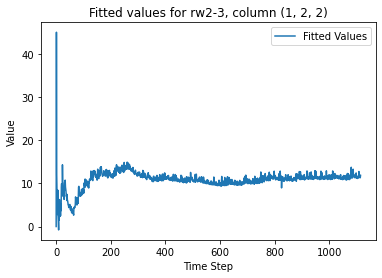 Fitted values for rw2-3, column (1, 2, 2)
Fitted Values
Value
40
30
20
10
0
0
200
400
600
800
1000
Time Step